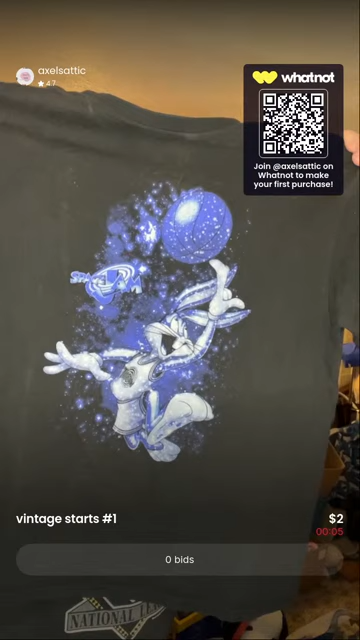 axelsattic
★47
whatnot
Join @axelsattic on
Whatnot to make
your first purchase!
vintage starts #1
$2
00:05
0 bids
NATIONAL